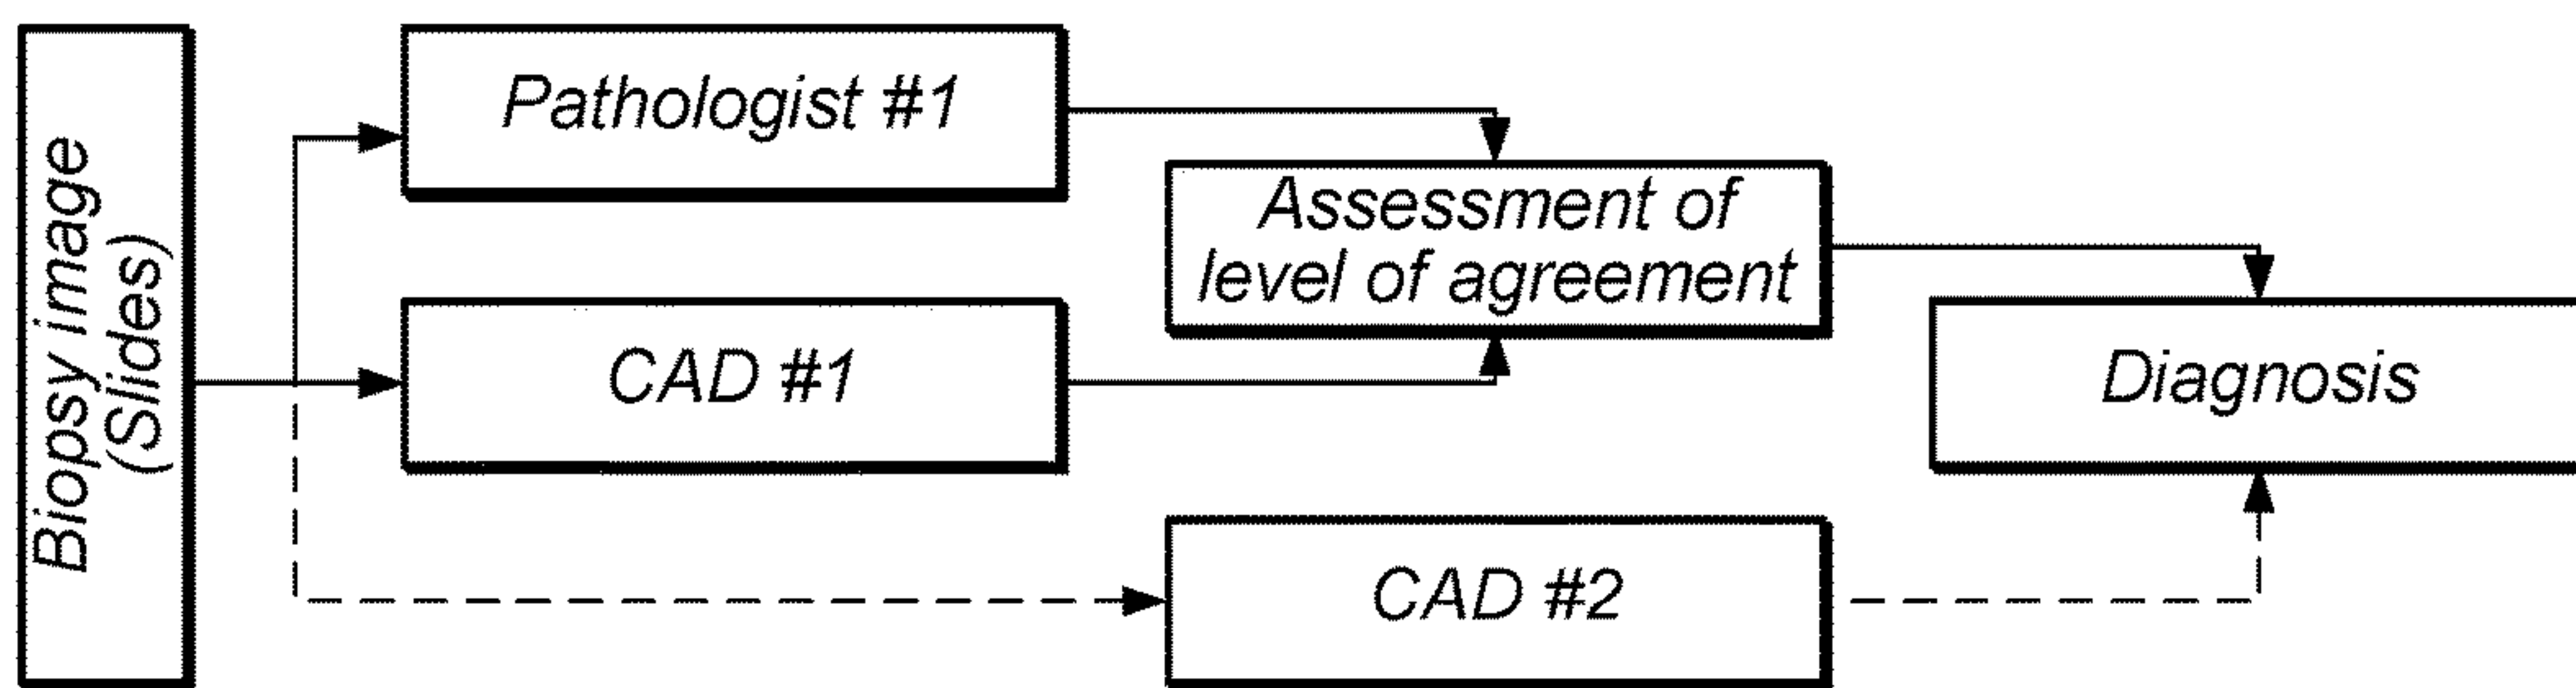 Biopsy image
(Slides)
Pathologist #1
CAD #1
Assessment of
level of agreement
CAD #2
Diagnosis